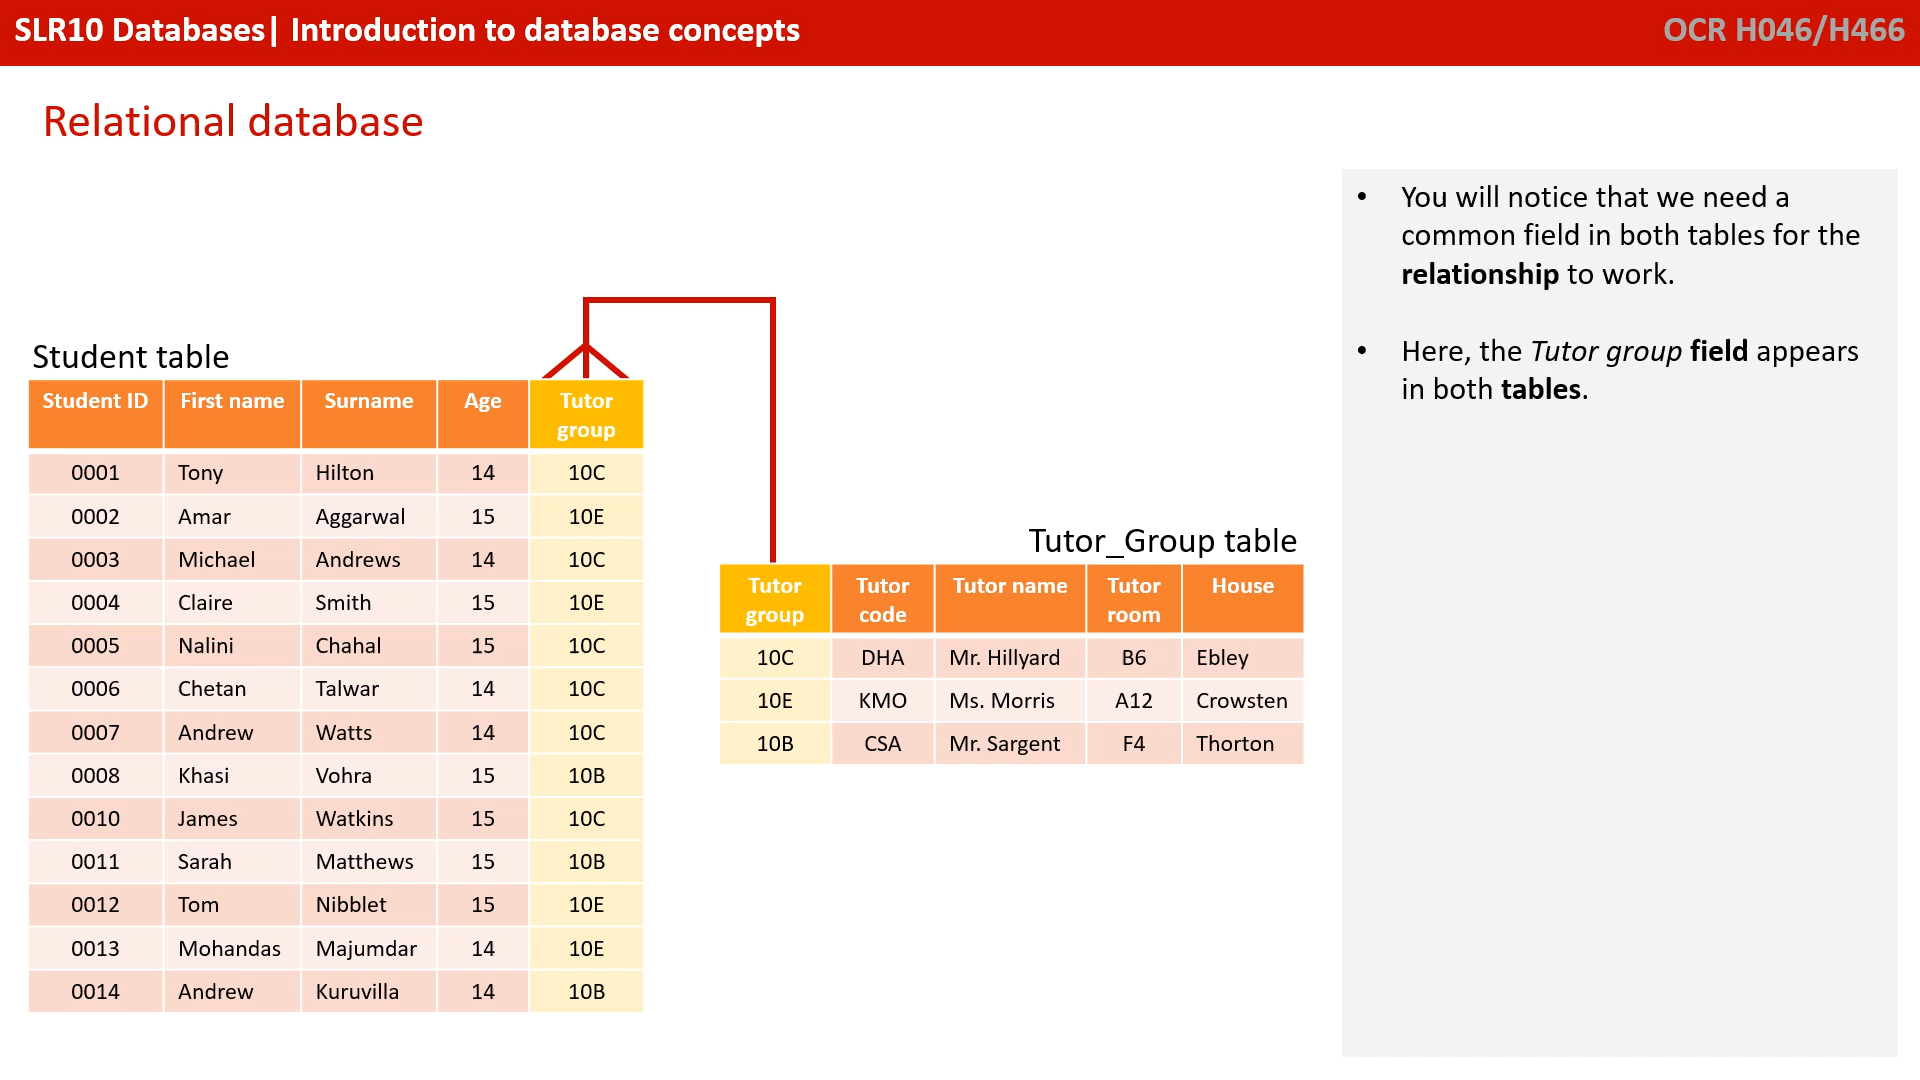 SLR10 Databases| Introduction to database concepts
OCR H046/H466
Relational database
Student table
Student ID First name Surname Age Tutor group
0001 Tony Hilton 14 10C
0002 Amar Aggarwal 15 10E
0003 Michael Andrews 14 10C
0004 Claire Smith 15 10E
0005 Nalini Chahal 15 10C
0006 Chetan Talwar 14 10C
0007 Andrew Watts 14 10C
0008 Khasi Vohra 15 10B
0010 James Watkins 15 10C
0011 Sarah Matthews 15 10B
0012 Tom Nibblet 15 10E
0013 Mohandas Majumdar 14 10E
0014 Andrew Kuruvilla 14 10B
Tutor_Group table
Tutor group Tutor code Tutor name Tutor room House
10C DHA Mr. Hillyard B6 Ebley
10E KMO Ms. Morris A12 Crowsten
10B CSA Mr. Sargent F4 Thorton
• You will notice that we need a
common field in both tables for the
relationship to work.
• Here, the Tutor group field appears
in both tables.